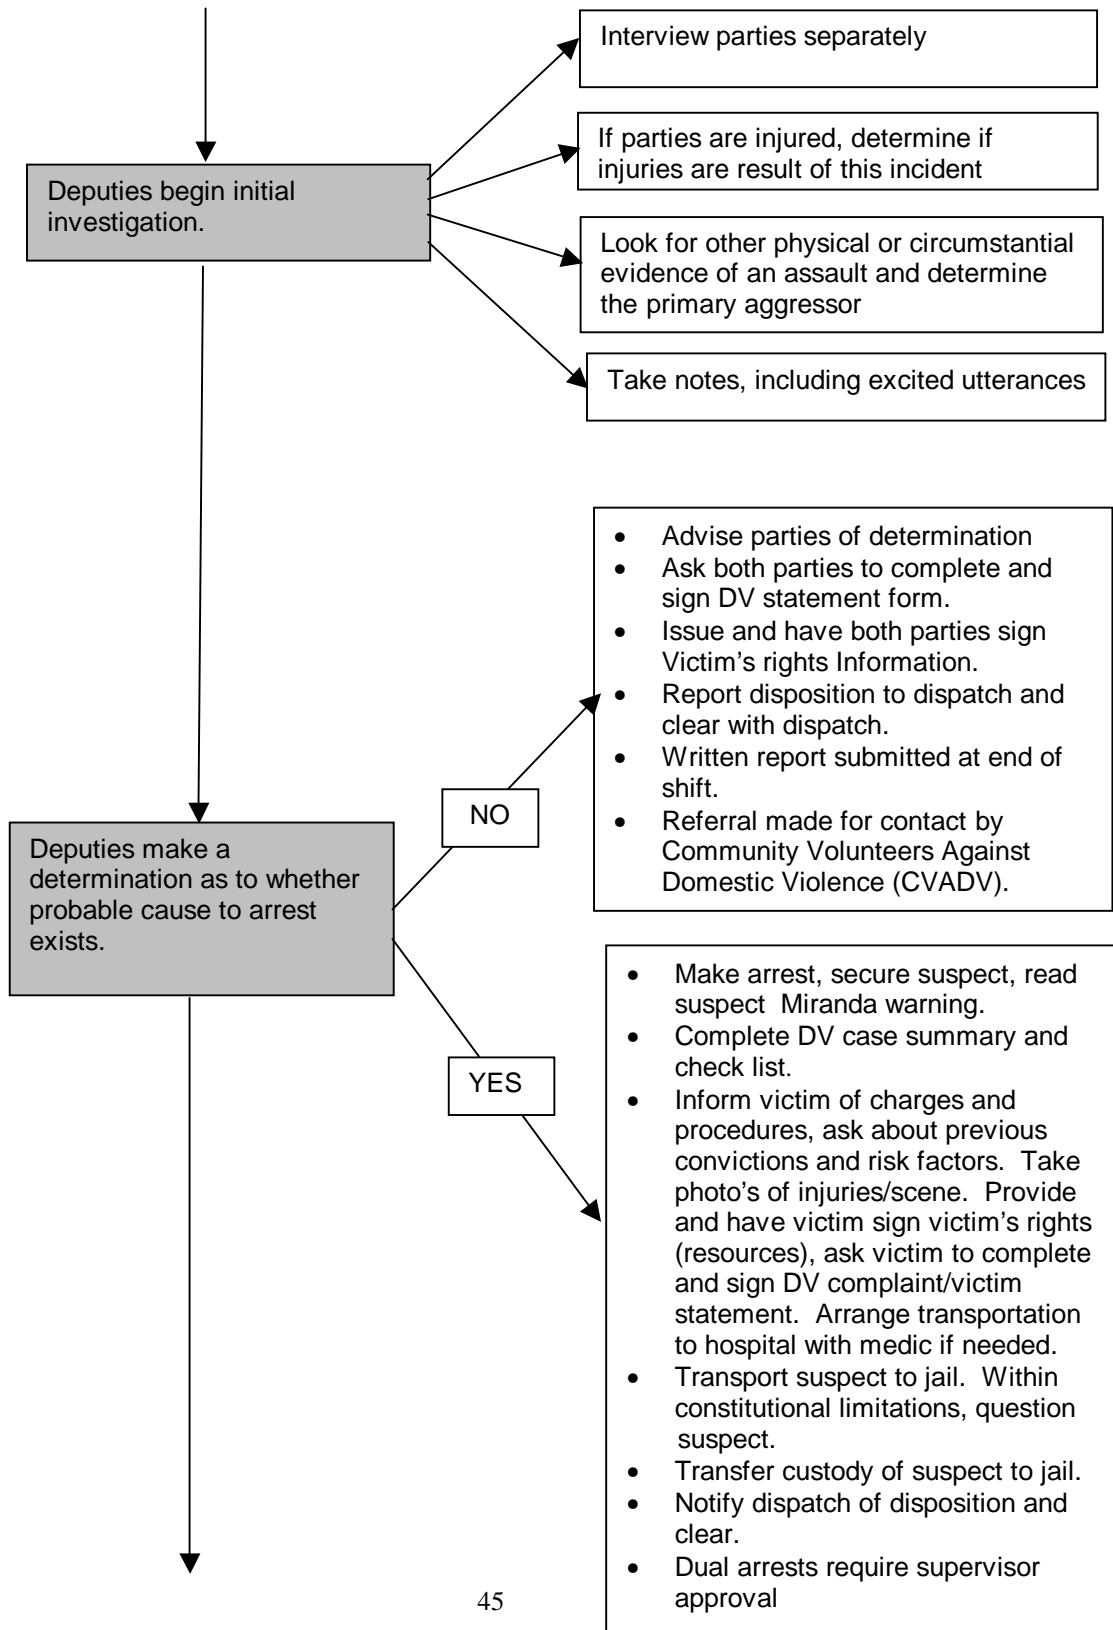 Interview parties separately
If parties are injured, determine if
injuries are result of this incident
Deputies begin initial
investigation.
Look for other physical or circumstantial
evidence of an assault and determine
the primary aggressor
Take notes, including excited utterances
• Advise parties of determination
• Ask both parties to complete and
sign DV statement form.
• Issue and have both parties sign
Victim's rights Information.
• Report disposition to dispatch and
clear with dispatch.
• Written report submitted at end of
shift.
• Referral made for contact by
Community Volunteers Against
Domestic Violence (CVADV).
NO
Deputies make a
determination as to whether
probable cause to arrest
exists.
YES
• Make arrest, secure suspect, read
suspect Miranda warning.
• Complete DV case summary and
check list.
• Inform victim of charges and
procedures, ask about previous
convictions and risk factors. Take
photo's of injuries/scene. Provide
and have victim sign victim's rights
(resources), ask victim to complete
and sign DV complaint/victim
statement. Arrange transportation
to hospital with medic if needed.
• Transport suspect to jail. Within
constitutional limitations, question
suspect.
• Transfer custody of suspect to jail.
• Notify dispatch of disposition and
clear.
• Dual arrests require supervisor
approval
45